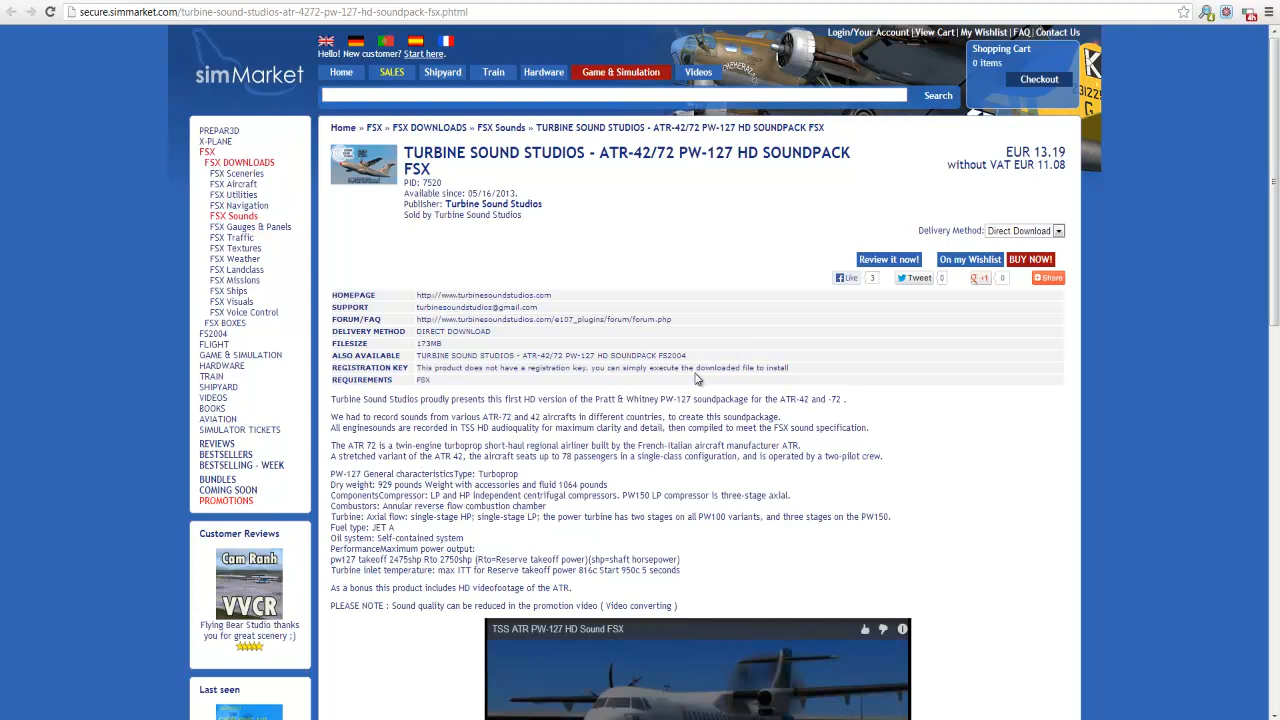 secure.simmarket.com/turbine-sound-studios-atr-4272-pw-127-hd-soundpack-fsx.phtml
Login/Your Account | View Cart | My Wishlist | FAQ | Contact Us
Hello! New customer? Start here.
simMarket
Shopping Cart
0 items
Checkout
Home SALES Shipyard Train Hardware Game & Simulation Videos
Search
PREPAR3D
X-PLANE
FSX
FSX DOWNLOADS
FSX Sceneries
FSX Aircraft
FSX Utilities
FSX Navigation
FSX Sounds
FSX Gauges & Panels
FSX Traffic
FSX Textures
FSX Weather
FSX Landclass
FSX Missions
FSX Ships
FSX Visuals
FSX Voice Control
FSX BOXES
FS2004
FLIGHT
GAME & SIMULATION
HARDWARE
TRAIN
SHIPYARD
VIDEOS
BOOKS
AVIATION
SIMULATOR TICKETS
REVIEWS
BESTSELLERS
BESTSELLING - WEEK
BUNDLES
COMING SOON
PROMOTIONS
Customer Reviews
Cam Ranh
VVCR
Flying Bear Studio thanks
you for great scenery ;)
Last seen
Home » FSX » FSX DOWNLOADS » FSX Sounds » TURBINE SOUND STUDIOS - ATR-42/72 PW-127 HD SOUNDPACK FSX
TURBINE SOUND STUDIOS - ATR-42/72 PW-127 HD SOUNDPACK
FSX
EUR 13.19
without VAT EUR 11.08
PID: 7520
Available since: 05/16/2013.
Publisher: Turbine Sound Studios
Sold by Turbine Sound Studios
Delivery Method: Direct Download
Review it now! On my Wishlist BUY NOW!
Like 3 Tweet 0 +1 0 Share
HOMEPAGE http://www.turbinesoundstudios.com
SUPPORT turbinesoundstudios@gmail.com
FORUM/FAQ http://www.turbinesoundstudios.com/e107_plugins/forum/forum.php
DELIVERY METHOD DIRECT DOWNLOAD
FILESIZE 173MB
ALSO AVAILABLE TURBINE SOUND STUDIOS - ATR-42/72 PW-127 HD SOUNDPACK FS2004
REGISTRATION KEY This product does not have a registration key, you can simply execute the downloaded file to install
REQUIREMENTS FSX
Turbine Sound Studios proudly presents this first HD version of the Pratt & Whitney PW-127 soundpackage for the ATR-42 and -72 .
We had to record sounds from various ATR-72 and 42 aircrafts in different countries, to create this soundpackage.
All enginesounds are recorded in TSS HD audioquality for maximum clarity and detail, then compiled to meet the FSX sound specification.
The ATR 72 is a twin-engine turboprop short-haul regional airliner built by the French-Italian aircraft manufacturer ATR.
A stretched variant of the ATR 42, the aircraft seats up to 78 passengers in a single-class configuration, and is operated by a two-pilot crew.
PW-127 General characteristicsType: Turboprop
Dry weight: 929 pounds Weight with accessories and fluid 1064 pounds
ComponentsCompressor: LP and HP independent centrifugal compressors. PW150 LP compressor is three-stage axial.
Combustors: Annular reverse flow combustion chamber
Turbine: Axial flow: single-stage HP; single-stage LP; the power turbine has two stages on all PW100 variants, and three stages on the PW150.
Fuel type: JET A
Oil system: Self-contained system
PerformanceMaximum power output:
pw127 takeoff 2475shp Rto 2750shp (Rto=Reserve takeoff power)(shp=shaft horsepower)
Turbine Inlet temperature: max ITT for Reserve takeoff power 816c Start 950c 5 seconds
As a bonus this product includes HD videofootage of the ATR.
PLEASE NOTE : Sound quality can be reduced in the promotion video ( Video converting )
TSS ATR PW-127 HD Sound FSX